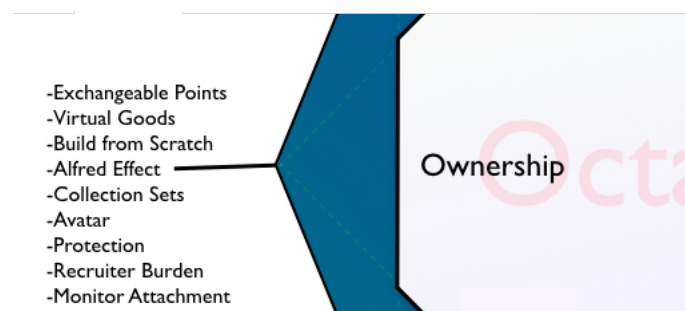 -Exchangeable Points
-Virtual Goods
-Build from Scratch
-Alfred Effect
-Collection Sets
-Avatar
-Protection
-Recruiter Burden
-Monitor Attachment
Ownership
Octa